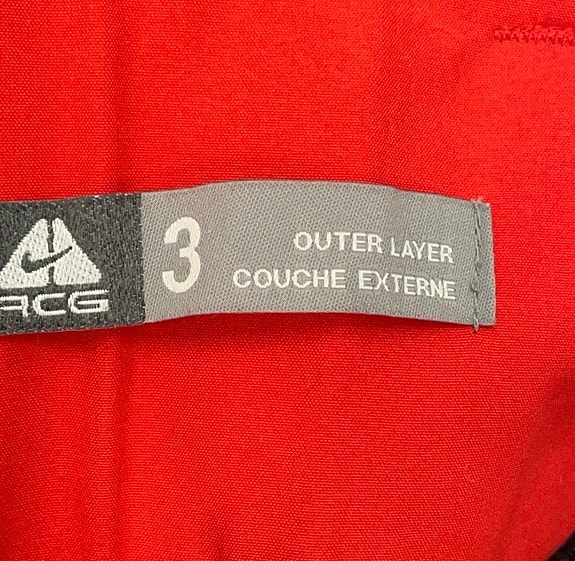 ACG
3
OUTER LAYER
COUCHE EXTERNE